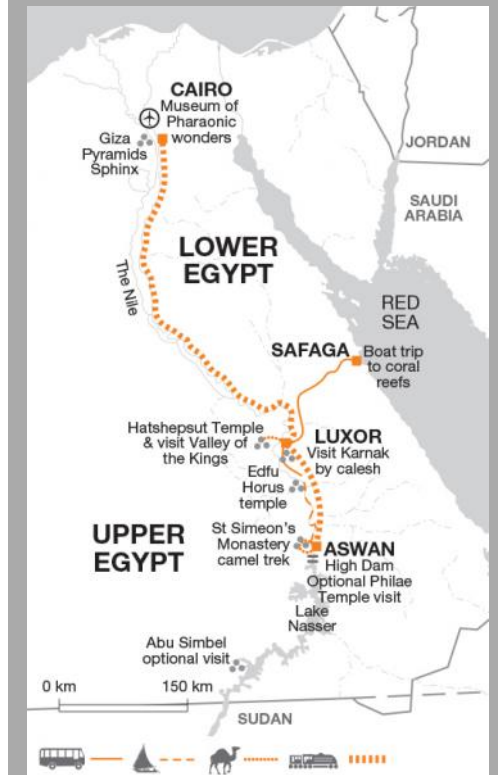 CAIRO
Museum of
Pharaonic
wonders
Giza
Pyramids
Sphinx
JORDAN
SAUDI
ARABIA
LOWER
EGYPT
The Nile
RED
SEA
SAFAGA
Boat trip
to coral
reefs
Hatshepsut Temple
& visit Valley of
the Kings
LUXOR
Visit Karnak
by calesh
Edfu
Horus
temple
UPPER
EGYPT
St Simeon's
Monastery
camel trek
ASWAN
High Dam
Optional Philae
Temple visit
Lake
Nasser
Abu Simbel
optional visit
0 km
150 km
SUDAN